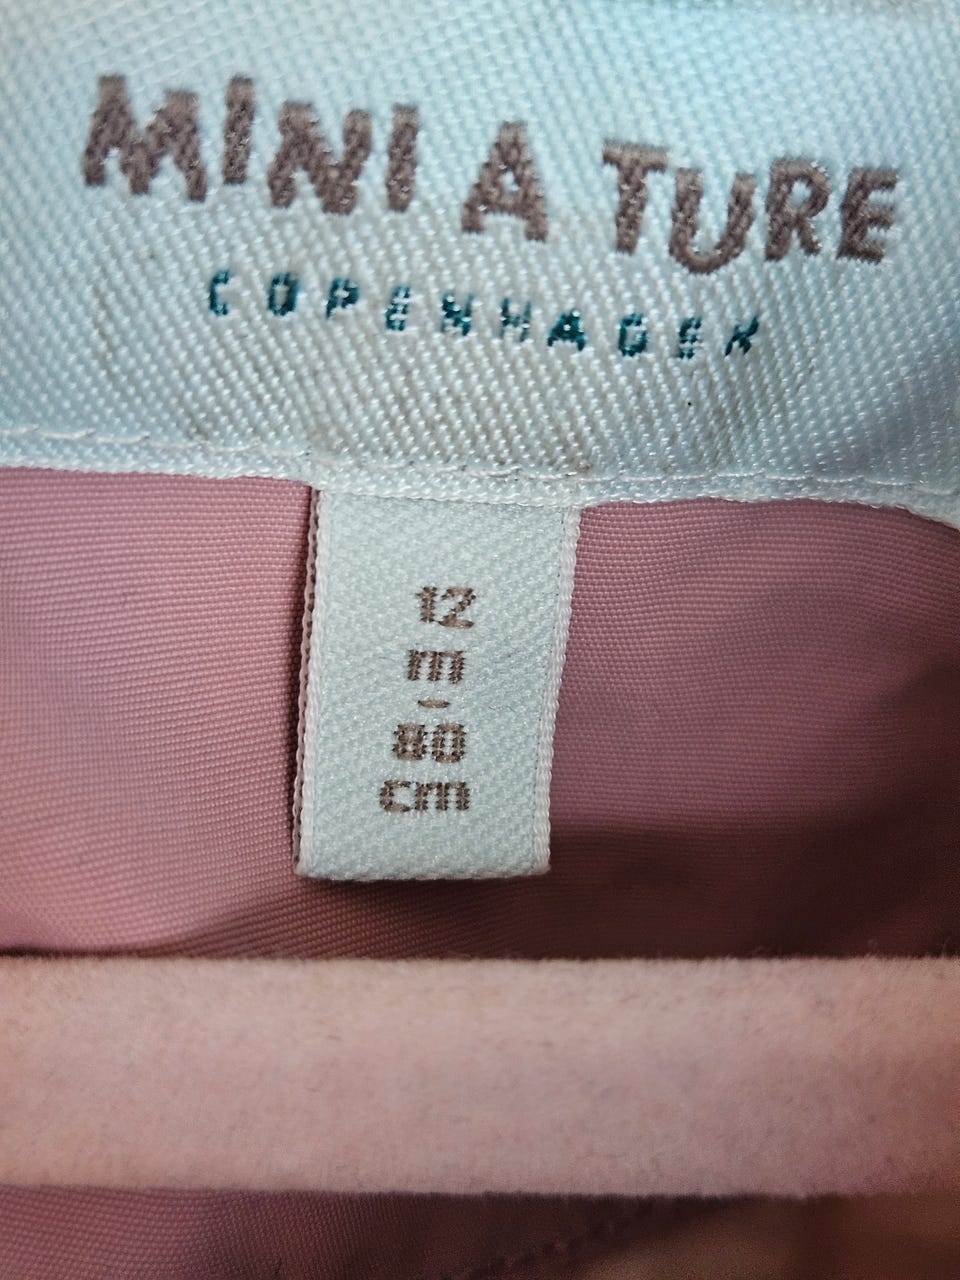 MINI A TURE
COPENHAGEN
12
m
-
80
cm